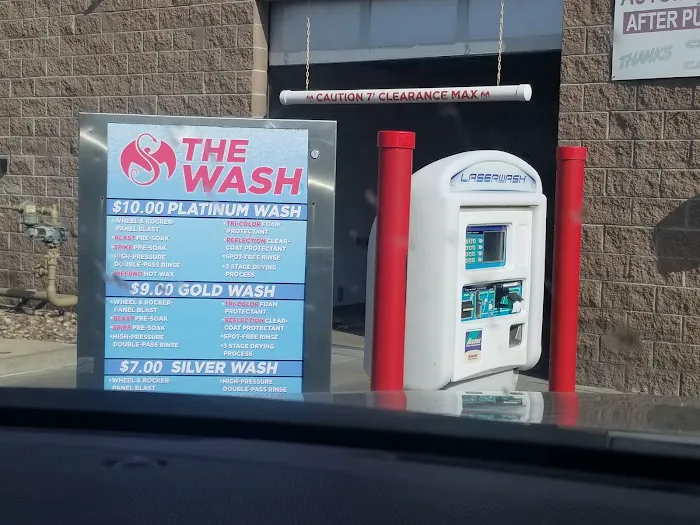 AFTER
THANKS
CAUTION 7' CLEARANCE MAX
THE
WASH
$10.00 PLATINUM WASH
•WHEEL & ROCKER-
PANEL BLAST
•BLAST PRE-SOAK
•SPIKE PRE-SOAK
•HIGH-PRESSURE
DOUBLE-PASS RINSE
HOT WAX
TRI-COLOR FOAM
PROTECTANT
•REFLECTION CLEAR-
COAT PROTECTANT
•SPOT-FREE RINSE
•3 STAGE DRYING
PROCESS
$9.00 GOLD WASH
•WHEEL & ROCKER-
PANEL BLAST
•BLAST PRE-SOAK
•SPIKE PRE-SOAK
•HIGH-PRESSURE
DOUBLE-PASS RINSE
•TRI-COLOR FOAM
PROTECTANT
•REFLECTION CLEAR-
COAT PROTECTANT
•SPOT-FREE RINSE
•3 STAGE DRYING
PROCESS
$7.00 SILVER WASH
•WHEEL & ROCKER-
PANEL BLAST
•HIGH-PRESSURE
DOUBLE-PASS RINSE
LASERWASH